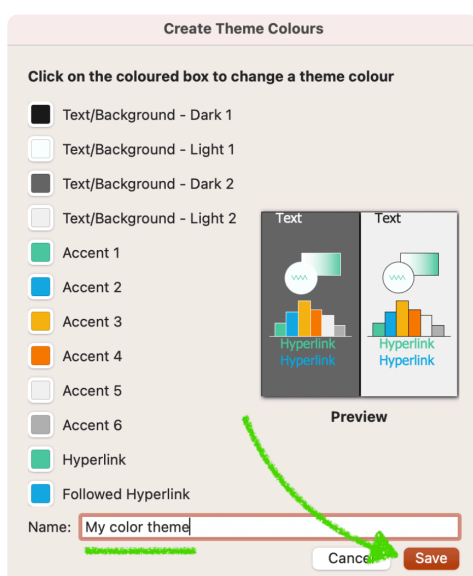 Create Theme Colours
Click on the coloured box to change a theme colour
Text/Background - Dark 1
Text/Background - Light 1
Text/Background - Dark 2
Text/Background - Light 2
Accent 1
Accent 2
Accent 3
Accent 4
Accent 5
Accent 6
Hyperlink
Followed Hyperlink
Text Text
Hyperlink Hyperlink
Hyperlink Hyperlink
Preview
Name: My color theme
Cancel Save